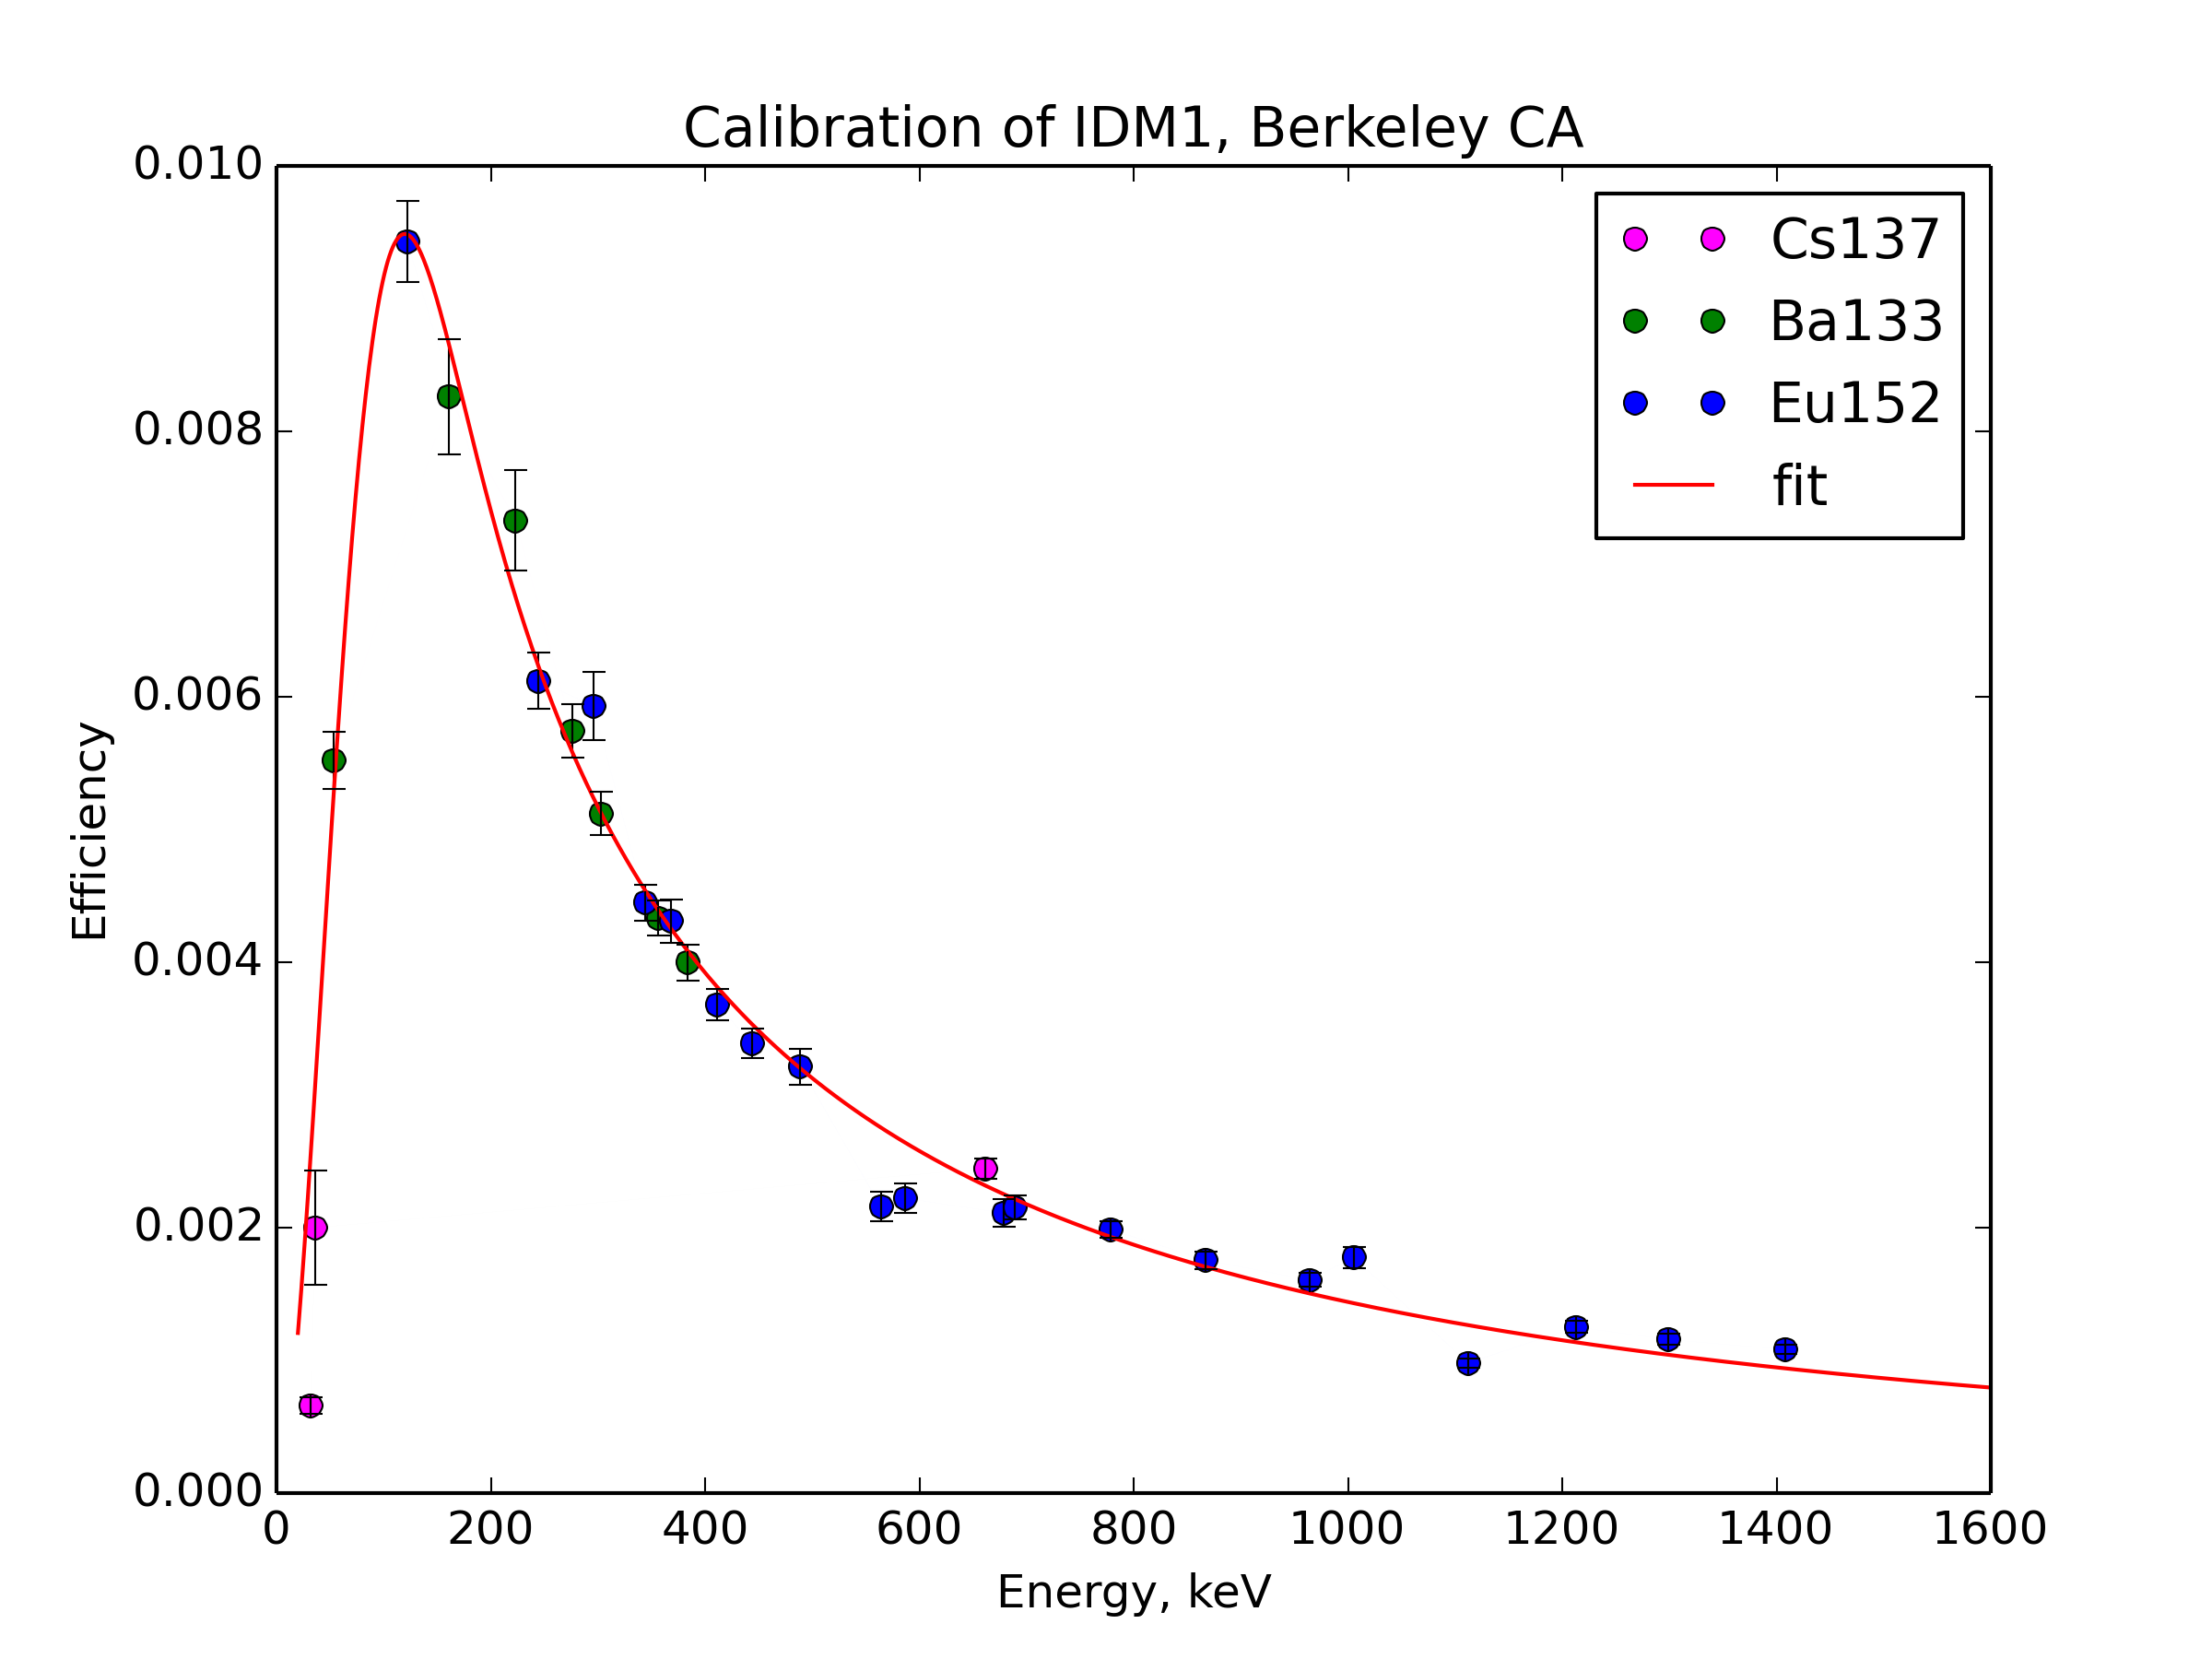 Calibration of IDM1, Berkeley CA
0.010
0.008
0.006
0.004
0.002
0.000
Efficiency
Cs137
Ba133
Eu152
fit
0 200 400 600 800 1000 1200 1400 1600
Energy, keV